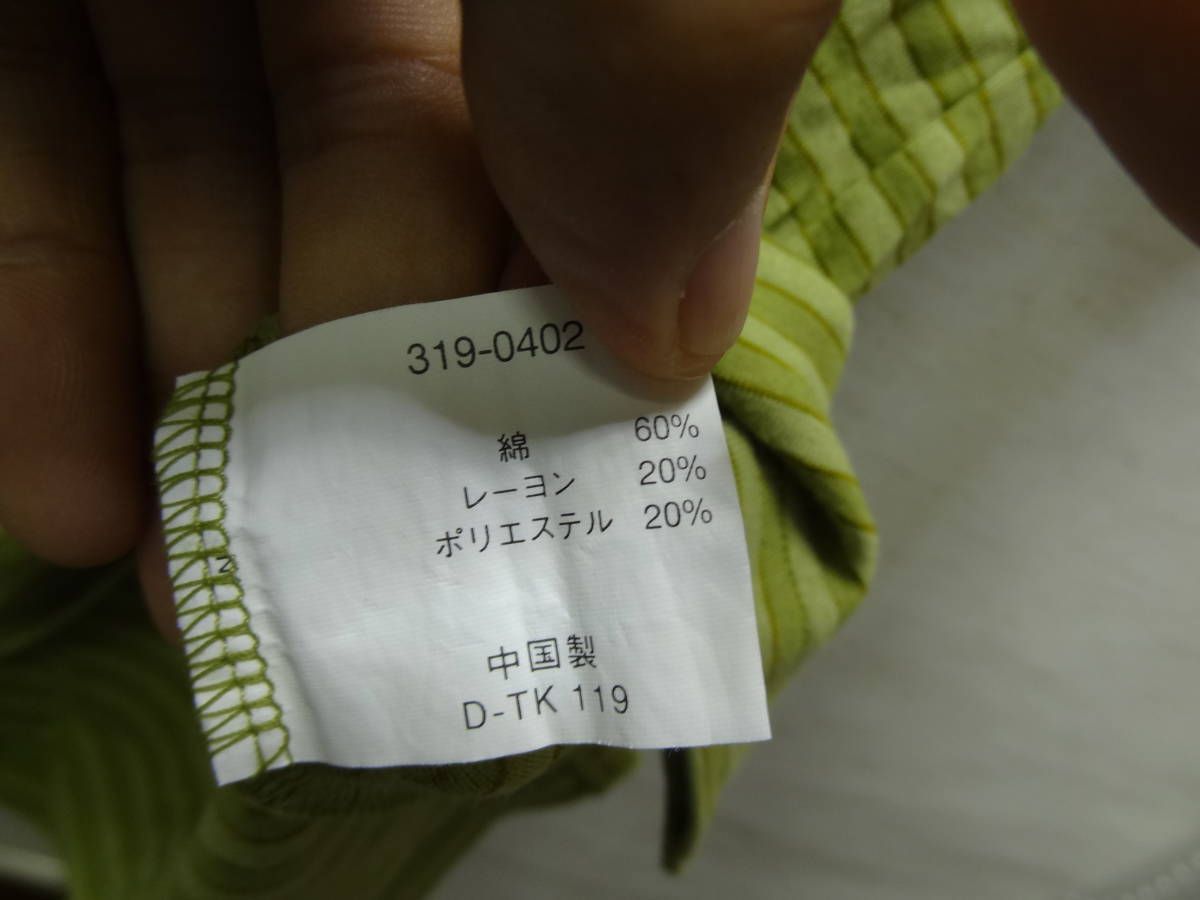 319-0402
綿 60%
レーヨン 20%
ポリエステル 20%
中国製
D-TK 119